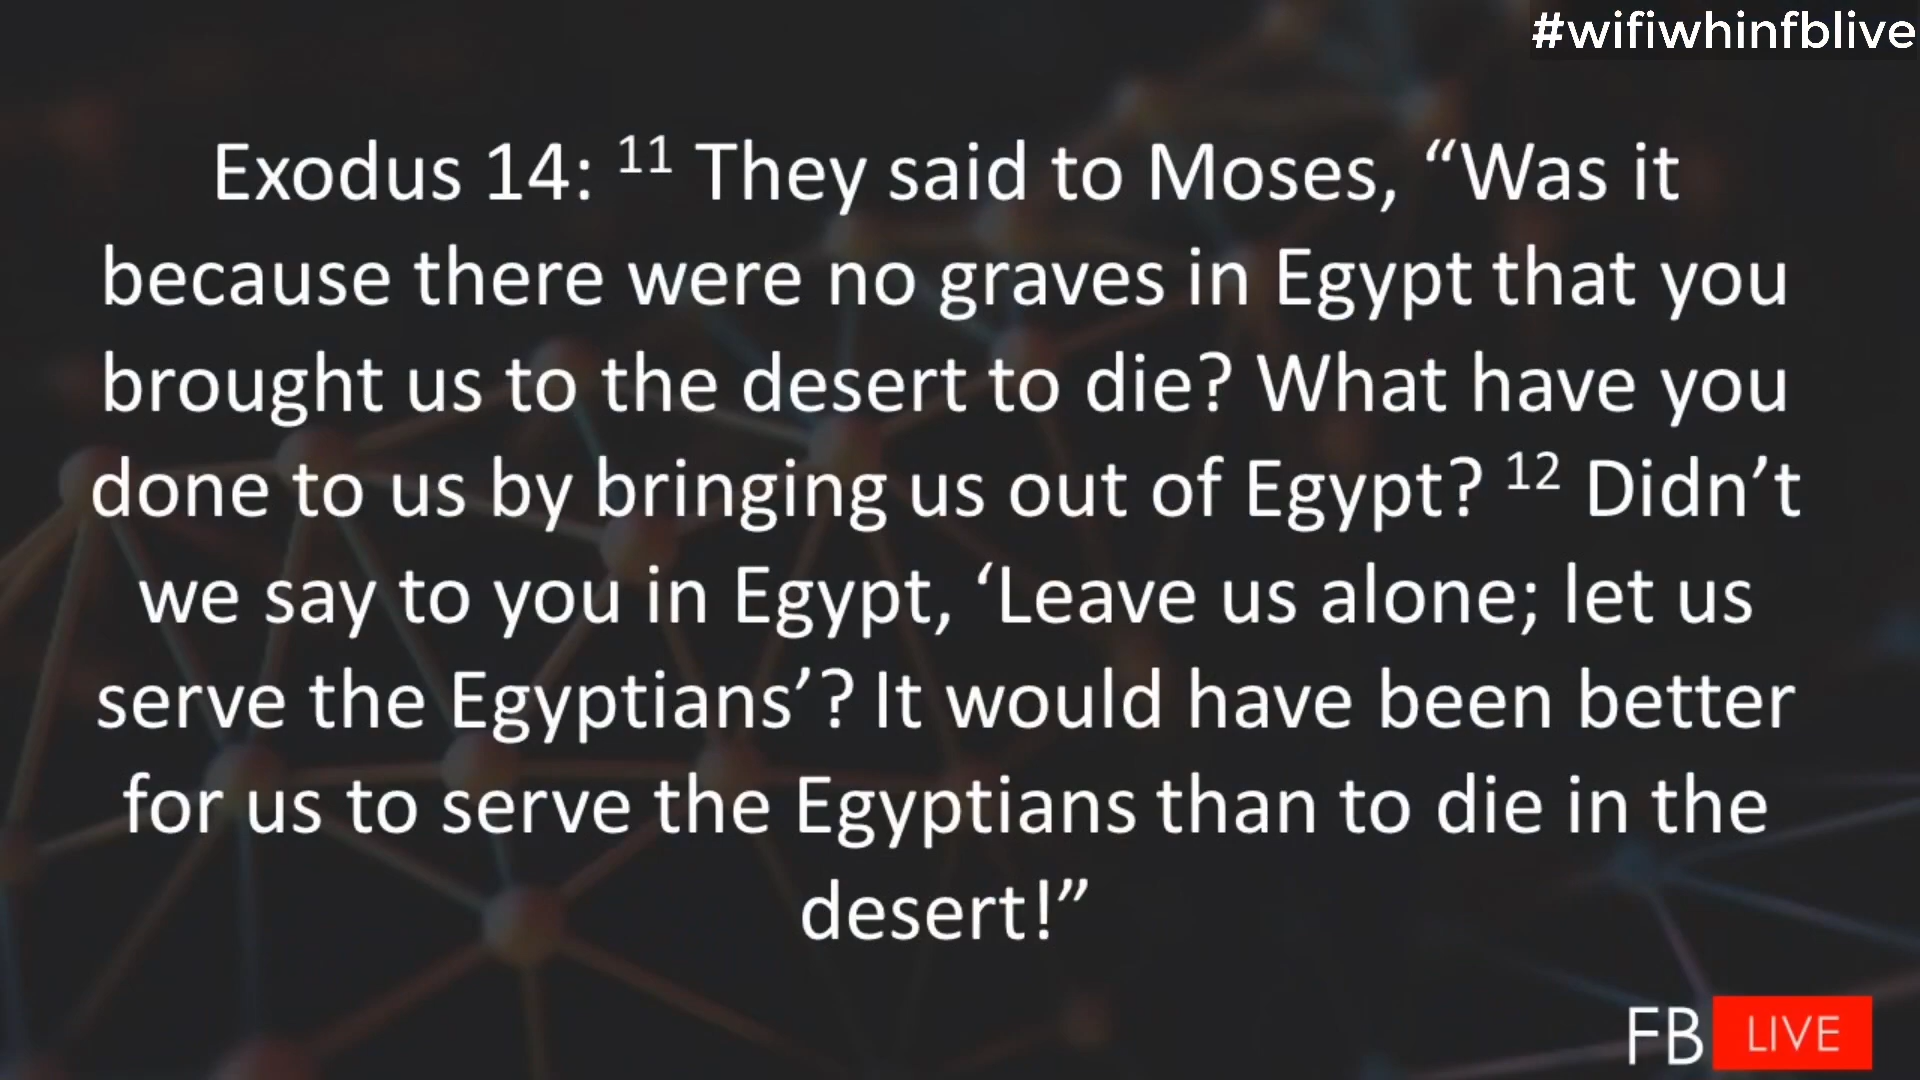 #wifiwhinfblive
Exodus 14: 11 They said to Moses, “Was it
because there were no graves in Egypt that you
brought us to the desert to die? What have you
done to us by bringing us out of Egypt? 12 Didn’t
we say to you in Egypt, ‘Leave us alone; let us
serve the Egyptians’? It would have been better
for us to serve the Egyptians than to die in the
desert!”
FB LIVE